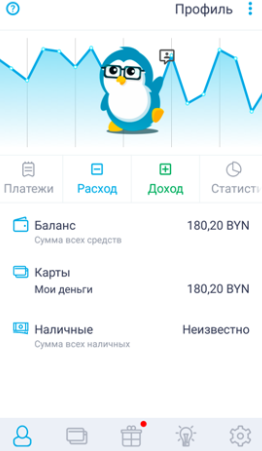 Профиль
Платежи
Расход
Доход
Статист
Баланс
180,20 BYN
Сумма всех средств
Карты
Мои деньги
180,20 BYN
Наличные
Неизвестно
Сумма всех наличных